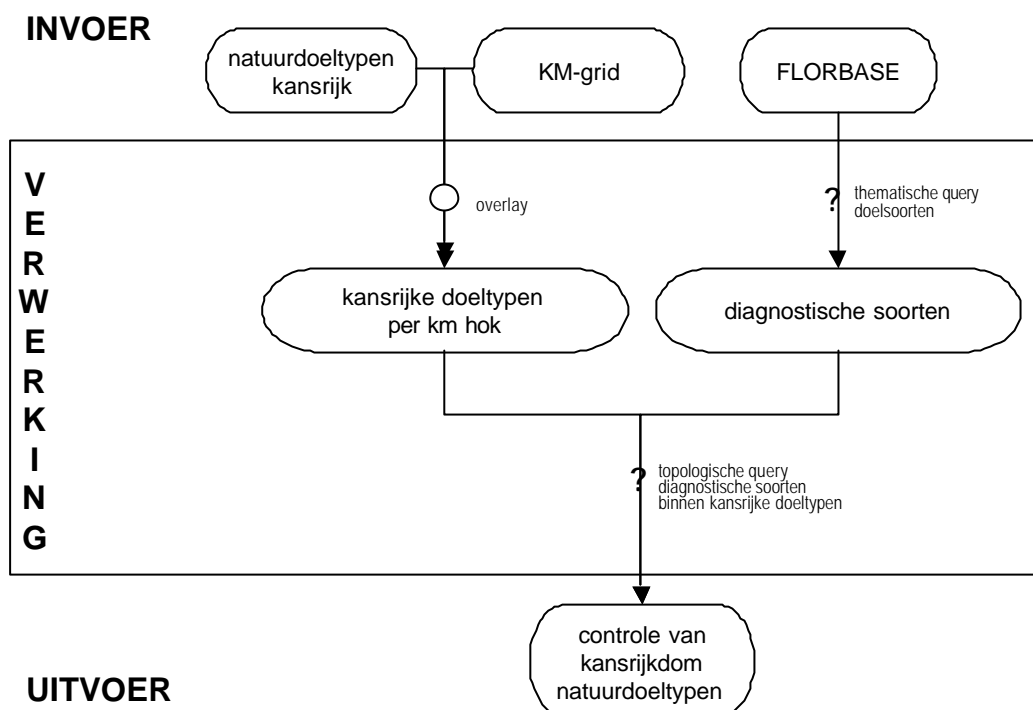 INVOER
natuurdoeltypen
kansrijk
KM-grid
FLORBASE
VERWERKING
overlay
?
thematische query
doelsoorten
kansrijke doeltypen
per km hok
diagnostische soorten
?
topologische query
diagnostische soorten
binnen kansrijke doeltypen
controle van
kansrijkdom
natuurdoeltypen
UITVOER